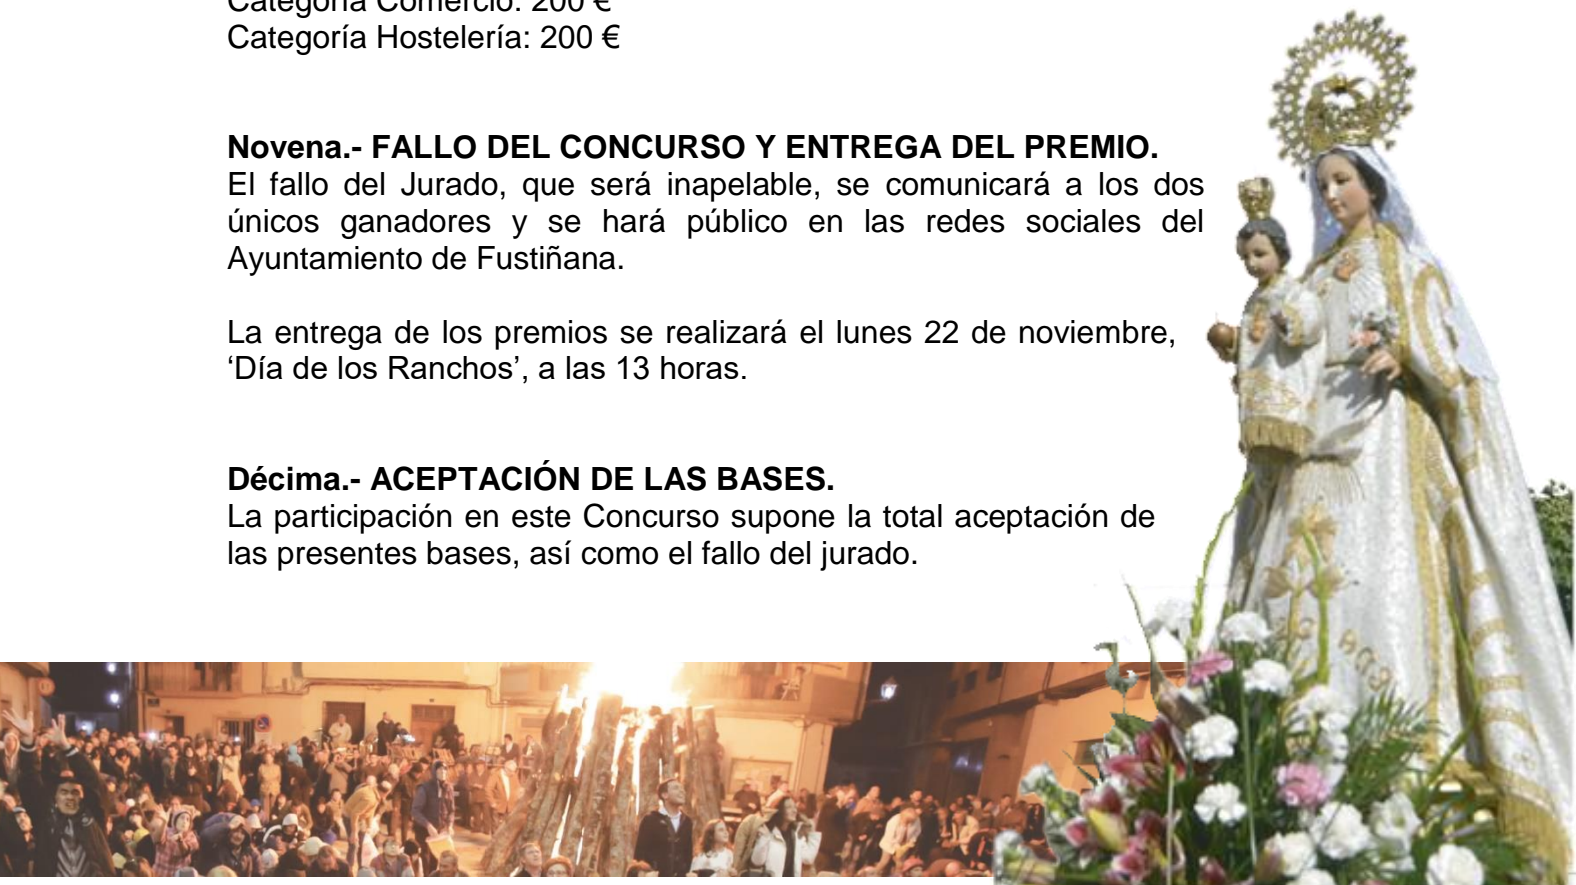 Categoría Comercio: 200 €
Categoría Hostelería: 200 €
Novena.- FALLO DEL CONCURSO Y ENTREGA DEL PREMIO.
El fallo del Jurado, que será inapelable, se comunicará a los dos
únicos ganadores y se hará público en las redes sociales del
Ayuntamiento de Fustiñana.
La entrega de los premios se realizará el lunes 22 de noviembre,
‘Día de los Ranchos’, a las 13 horas.
Décima.- ACEPTACIÓN DE LAS BASES.
La participación en este Concurso supone la total aceptación de
las presentes bases, así como el fallo del jurado.